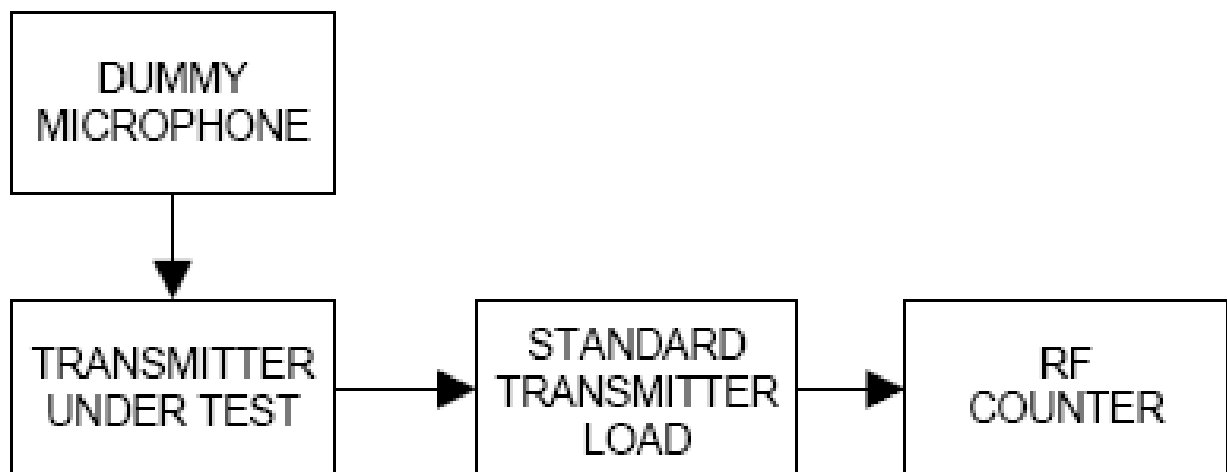 DUMMY
MICROPHONE
TRANSMITTER
UNDER TEST
STANDARD
TRANSMITTER
LOAD
RF
COUNTER